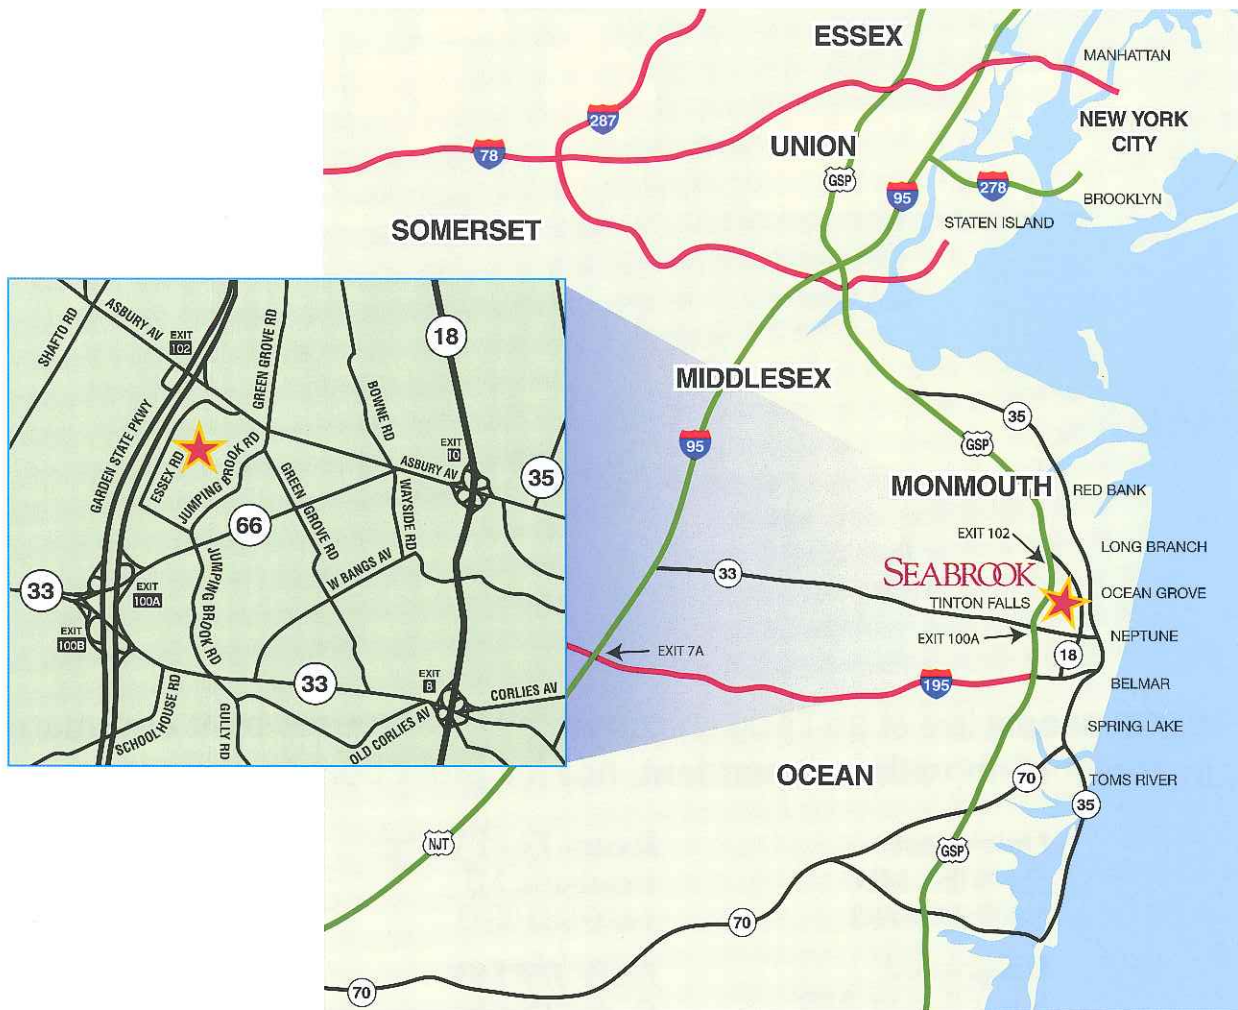 ESSEX
MANHATTAN
287
NEW YORK
CITY
UNION
78
GSP
95
278
BROOKLYN
STATEN ISLAND
SOMERSET
MIDDLESEX
35
95
GSP
MONMOUTH
RED BANK
EXIT 102
LONG BRANCH
33
SEABROOK
TINTON FALLS
OCEAN GROVE
EXIT 100A
NEPTUNE
EXIT 7A
18
195
BELMAR
SPRING LAKE
OCEAN
70
TOMS RIVER
35
NJT
GSP
70
70
SHAFTO RD
ASBURY AV
EXIT
102
GREEN GROVE RD
18
GARDEN STATE PKWY
BOWNE RD
EXIT
10
ESSEX RD
JUMPING BROOK RD
ASBURY AV
35
GREEN GROVE RD
WAYSIDE RD
66
W BANGS AV
JUMPING BROOK RD
33
EXIT
100A
EXIT
100B
33
EXIT
8
CORLIES AV
SCHOOLHOUSE RD
GULLY RD
OLD CORLIES AV